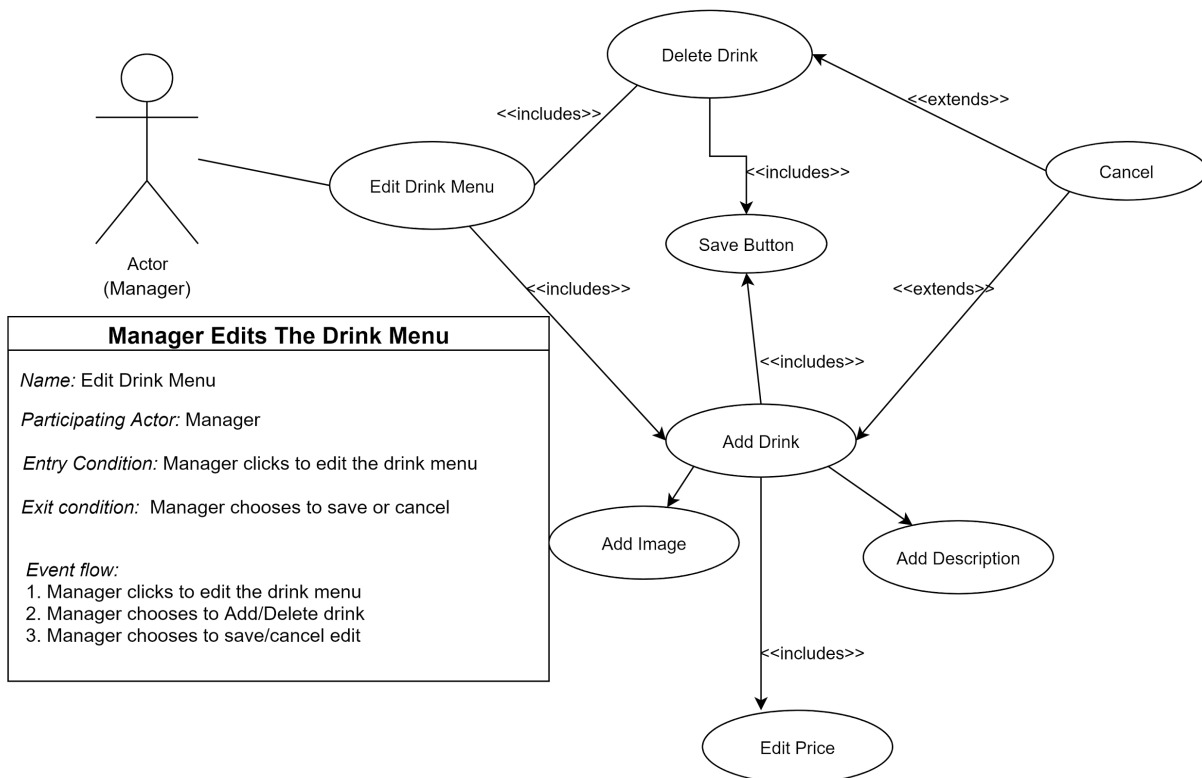 Delete Drink
<<includes>>
<<extends>>
Edit Drink Menu
<<includes>>
Cancel
Save Button
Actor
(Manager)
<<includes>>
<<extends>>
Manager Edits The Drink Menu
Name: Edit Drink Menu
Participating Actor: Manager
Entry Condition: Manager clicks to edit the drink menu
Exit condition: Manager chooses to save or cancel
Event flow:
1. Manager clicks to edit the drink menu
2. Manager chooses to Add/Delete drink
3. Manager chooses to save/cancel edit
<<includes>>
Add Drink
Add Image
Add Description
<<includes>>
Edit Price